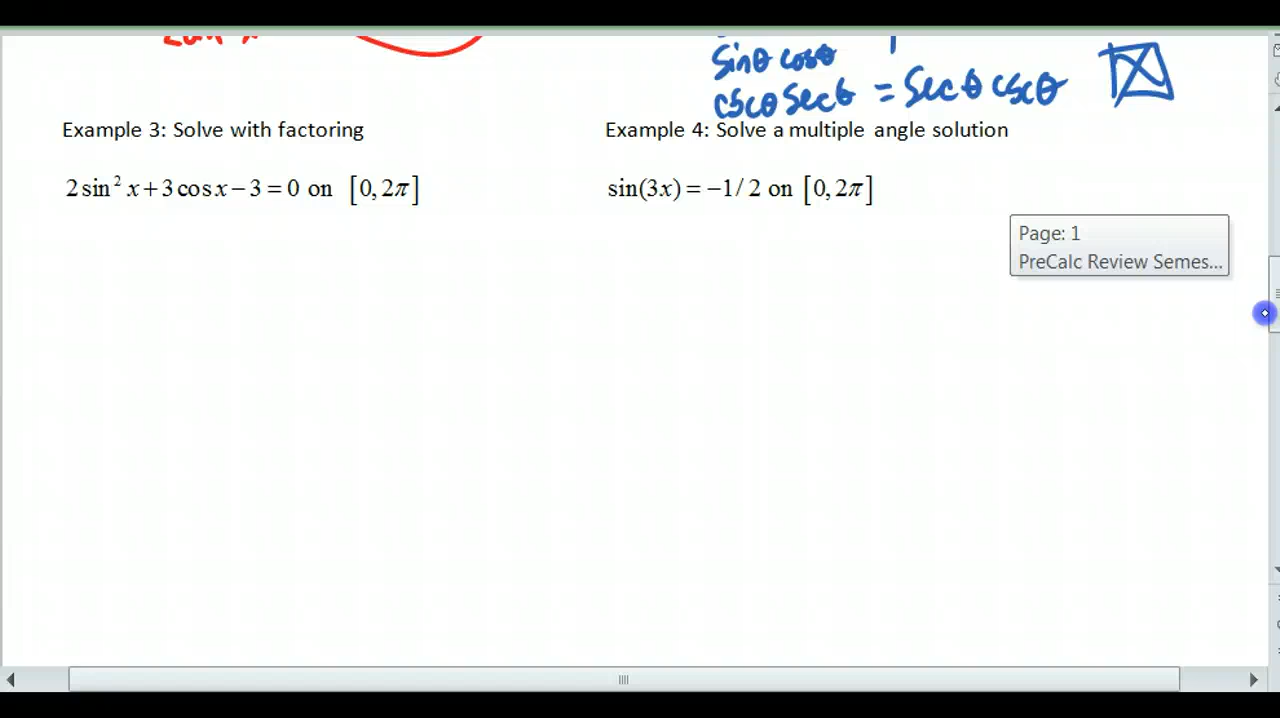 sinθ cosθ
cscθ secθ = secθ cscθ
Example 3: Solve with factoring
2 sin² x + 3 cos x − 3 = 0 on [0, 2π]
Example 4: Solve a multiple angle solution
sin(3x) = −1/ 2 on [0, 2π]
Page: 1
PreCalc Review Semes...